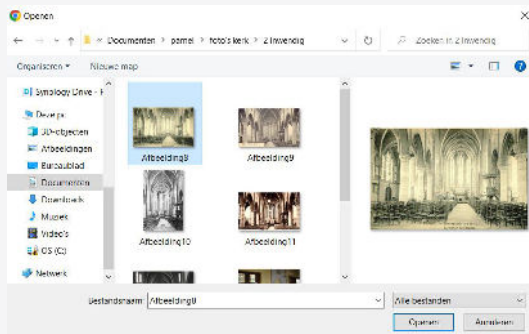 Openen
« Documenten > pamel > foto's kerk > 2 Inwendig
Zoeken in 2 Inwendig
Organiseren
Nieuwe map
Synology Drive -
Deze pc
3D-objecten
Afbeeldingen
Bureaublad
Documenten
Downloads
Muziek
Video's
OS (C:)
Netwerk
Afbeelding8
Afbeelding9
Afbeelding10
Afbeelding11
Bestandsnaam:
Afbeelding8
Alle bestanden
Openen
Annuleren